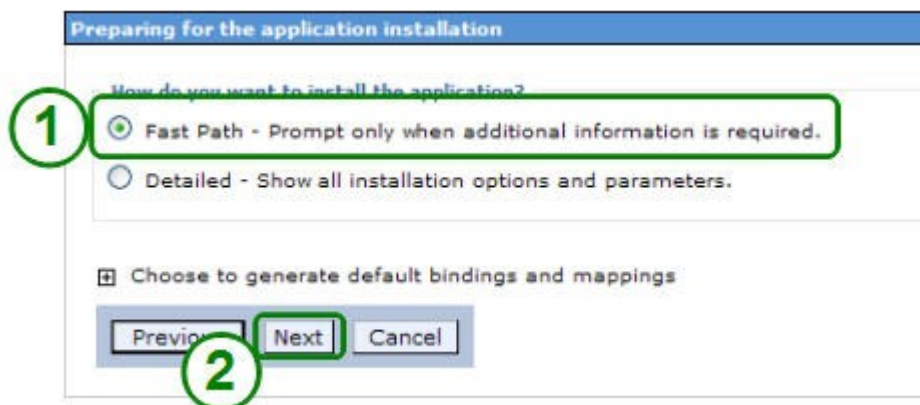 Preparing for the application installation
How do you want to install the application?
1
Fast Path - Prompt only when additional information is required.
Detailed - Show all installation options and parameters.
Choose to generate default bindings and mappings
Previous Next Cancel
2